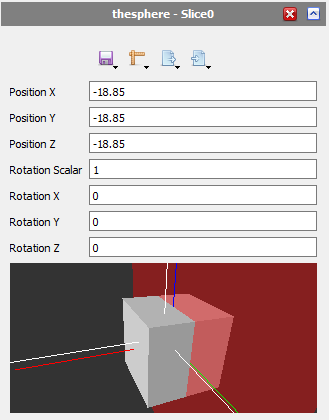 thesphere - Slice0
Position X -18.85
Position Y -18.85
Position Z -18.85
Rotation Scalar 1
Rotation X 0
Rotation Y 0
Rotation Z 0